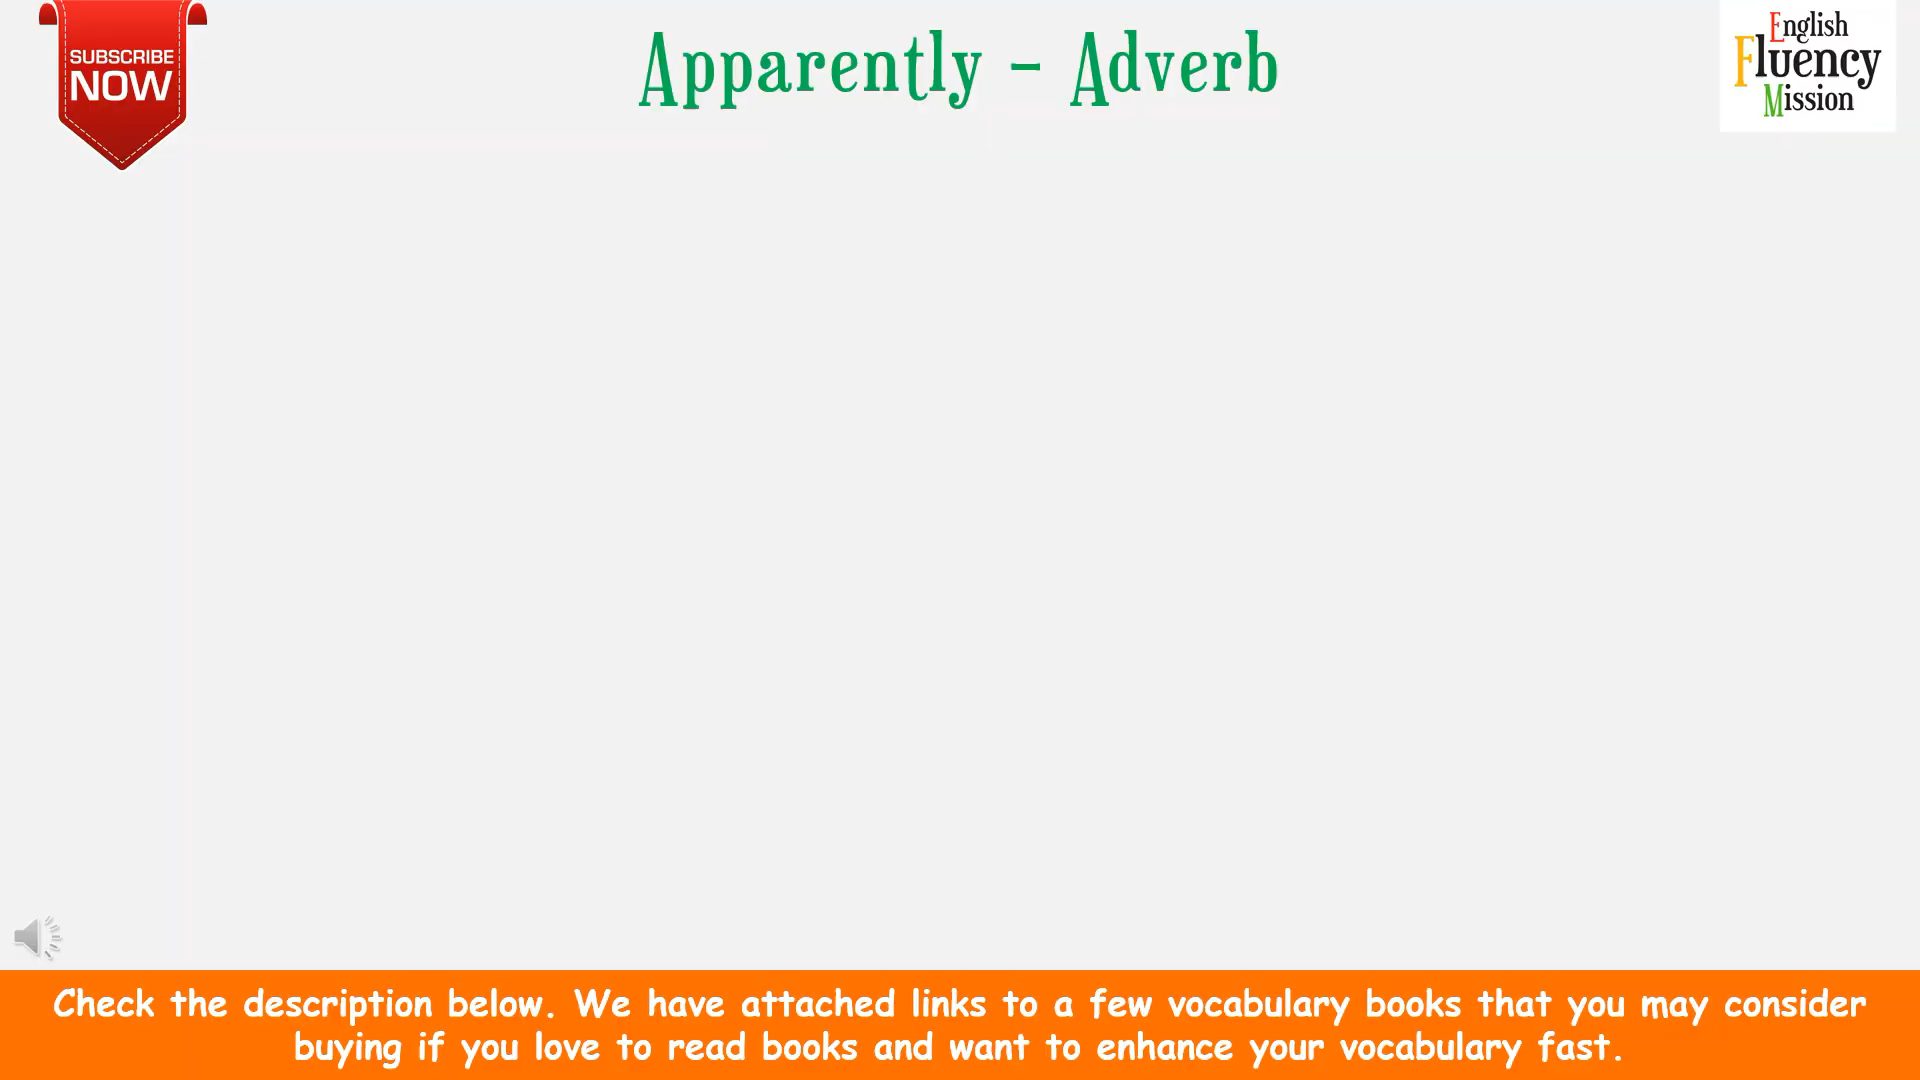 SUBSCRIBE
NOW
Apparently - Adverb
English
Fluency
Mission
Check the description below. We have attached links to a few vocabulary books that you may consider
buying if you love to read books and want to enhance your vocabulary fast.